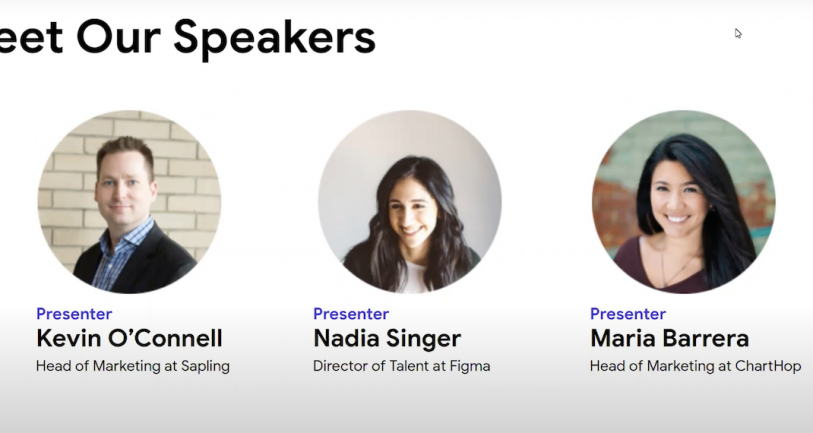 eet Our Speakers
Presenter
Kevin O’Connell
Head of Marketing at Sapling
Presenter
Nadia Singer
Director of Talent at Figma
Presenter
Maria Barrera
Head of Marketing at ChartHop